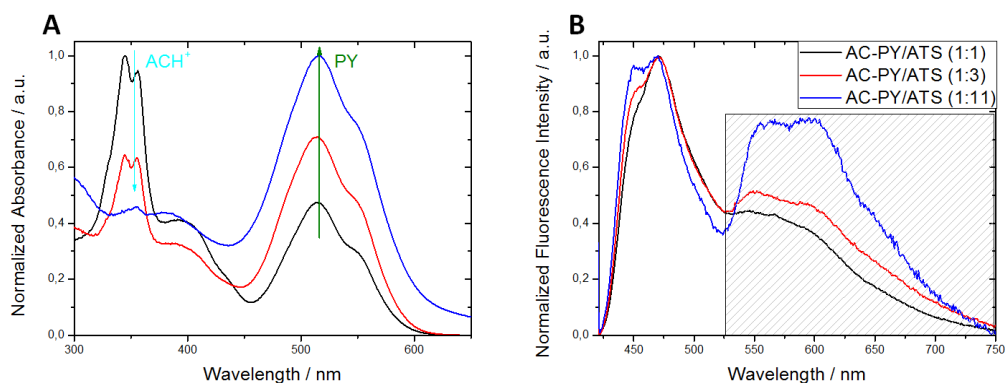 A
Normalized Absorbance / a.u.
1,0
0,8
0,6
0,4
0,2
0,0
ACH⁺
PY
300
400
500
600
Wavelength / nm
B
Normalized Fluorescence Intensity / a.u.
1,0
0,8
0,6
0,4
0,2
0,0
AC-PY/ATS (1:1)
AC-PY/ATS (1:3)
AC-PY/ATS (1:11)
450
500
550
600
650
700
750
Wavelength / nm